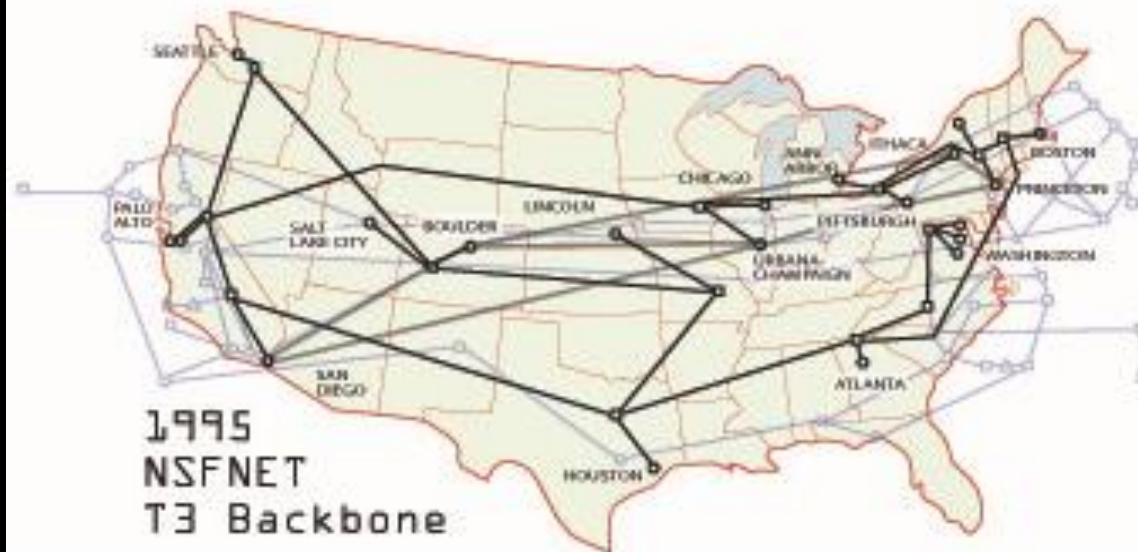 SEATTLE
ITHACA
ANN
ARBOR
BOSTON
CHICAGO
PRINCETON
PALO
ALTO
LINCOLN
SALT
LAKE CITY
BOULDER
PITTSBURGH
URBANA-
CHAMPAIGN
WASHINGTON
SAN
DIEGO
ATLANTA
HOUSTON
1995
NSFNET
T3 Backbone